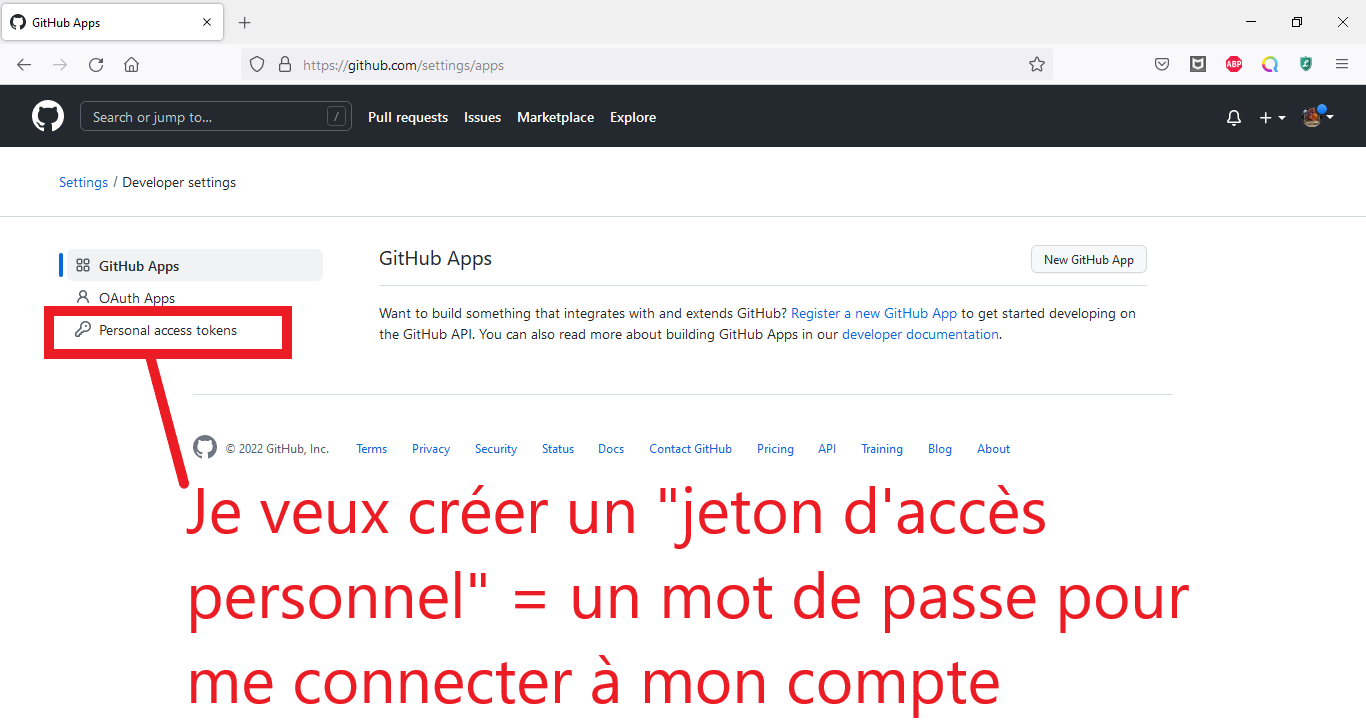 GitHub Apps
https://github.com/settings/apps
ABP
Search or jump to... /
Pull requests Issues Marketplace Explore
Settings / Developer settings
GitHub Apps
OAuth Apps
Personal access tokens
GitHub Apps
New GitHub App
Want to build something that integrates with and extends GitHub? Register a new GitHub App to get started developing on
the GitHub API. You can also read more about building GitHub Apps in our developer documentation.
© 2022 GitHub, Inc. Terms Privacy Security Status Docs Contact GitHub Pricing API Training Blog About
Je veux créer un "jeton d'accès
personnel" = un mot de passe pour
me connecter à mon compte